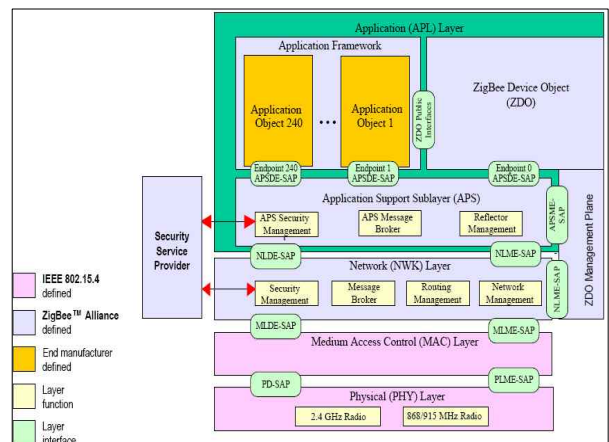 Application (APL) Layer
Application Framework
Application
Object 240
...
Application
Object 1
ZDO Public
Interfaces
ZigBee Device Object
(ZDO)
Endpoint 240
APSDE-SAP
Endpoint 1
APSDE-SAP
Endpoint 0
APSDE-SAP
Application Support Sublayer (APS)
APS Security
Management
APS Message
Broker
Reflector
Management
APSME-
SAP
ZDO Management Plane
Security
Service
Provider
NLDE-SAP
NLME-SAP
Network (NWK) Layer
Security
Management
Message
Broker
Routing
Management
Network
Management
NLME-SAP
MLDE-SAP
MLME-SAP
Medium Access Control (MAC) Layer
PD-SAP
PLME-SAP
Physical (PHY) Layer
2.4 GHz Radio
868/915 MHz Radio
IEEE 802.15.4
defined
ZigBee™ Alliance
defined
End manufacturer
defined
Layer
function
Layer
interface